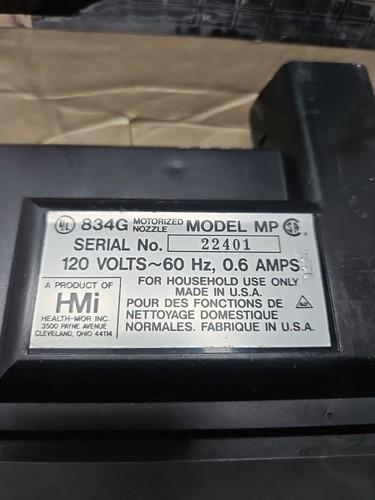 UL 834G MOTORIZED NOZZLE MODEL MP
SERIAL No. 22401
120 VOLTS~60 Hz, 0.6 AMPS
A PRODUCT OF
HMi
HEALTH-MOR INC.
3500 PAYNE AVENUE
CLEVELAND, OHIO 44114
FOR HOUSEHOLD USE ONLY
MADE IN U.S.A.
POUR DES FONCTIONS DE
NETTOYAGE DOMESTIQUE
NORMALES. FABRIQUE IN U.S.A.